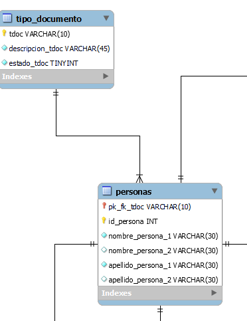 tipo_documento
tdoc VARCHAR(10)
descripcion_tdoc VARCHAR(45)
estado_tdoc TINYINT
Indexes
personas
pk_fk_tdoc VARCHAR(10)
id_persona INT
nombre_persona_1 VARCHAR(30)
nombre_persona_2 VARCHAR(30)
apellido_persona_1 VARCHAR(30)
apellido_persona_2 VARCHAR(30)
Indexes